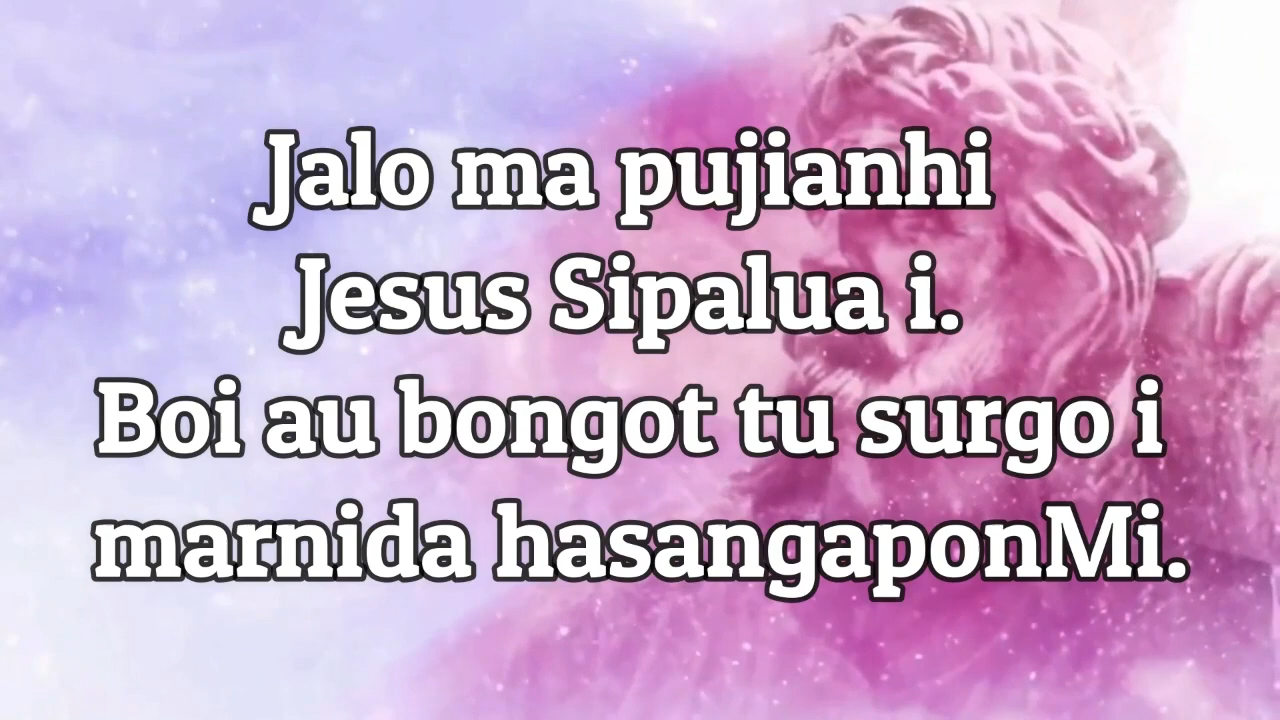 Jalo ma pujianhi
Jesus Sipalua i.
Boi au bongot tu surgo i
marnida hasangaponMi.